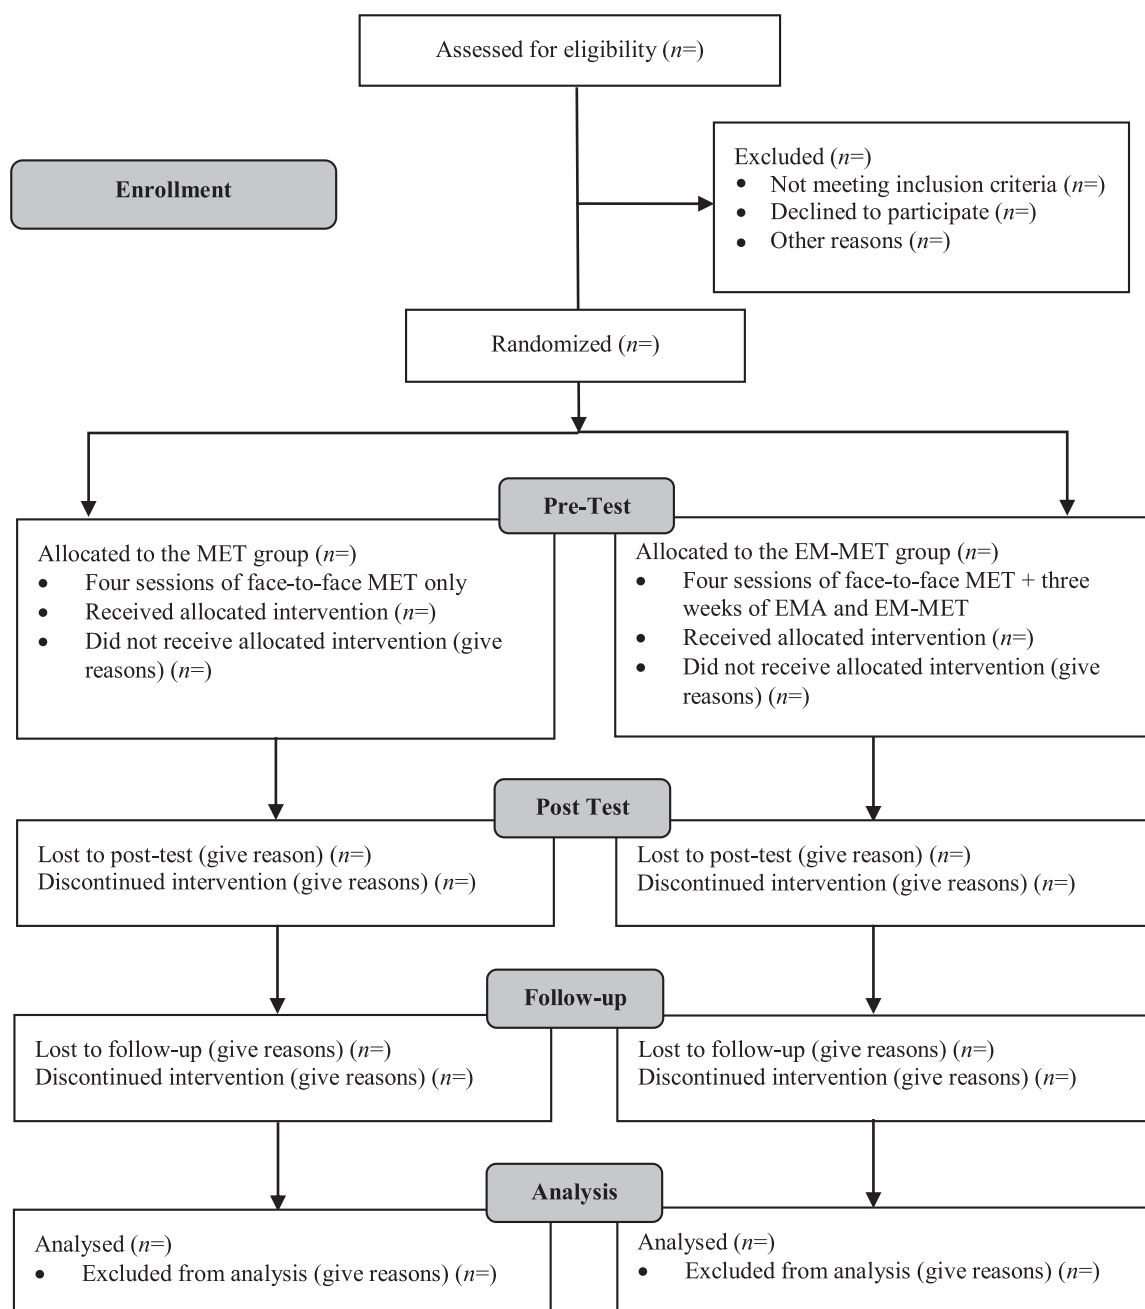 Assessed for eligibility (n=)
Enrollment
Excluded (n=)
• Not meeting inclusion criteria (n=)
• Declined to participate (n=)
• Other reasons (n=)
Randomized (n=)
Pre-Test
Allocated to the MET group (n=)
• Four sessions of face-to-face MET only
• Received allocated intervention (n=)
• Did not receive allocated intervention (give
reasons) (n=)
Allocated to the EM-MET group (n=)
• Four sessions of face-to-face MET + three
weeks of EMA and EM-MET
• Received allocated intervention (n=)
• Did not receive allocated intervention (give
reasons) (n=)
Post Test
Lost to post-test (give reason) (n=)
Discontinued intervention (give reasons) (n=)
Lost to post-test (give reason) (n=)
Discontinued intervention (give reasons) (n=)
Follow-up
Lost to follow-up (give reasons) (n=)
Discontinued intervention (give reasons) (n=)
Lost to follow-up (give reasons) (n=)
Discontinued intervention (give reasons) (n=)
Analysis
Analysed (n=)
• Excluded from analysis (give reasons) (n=)
Analysed (n=)
• Excluded from analysis (give reasons) (n=)